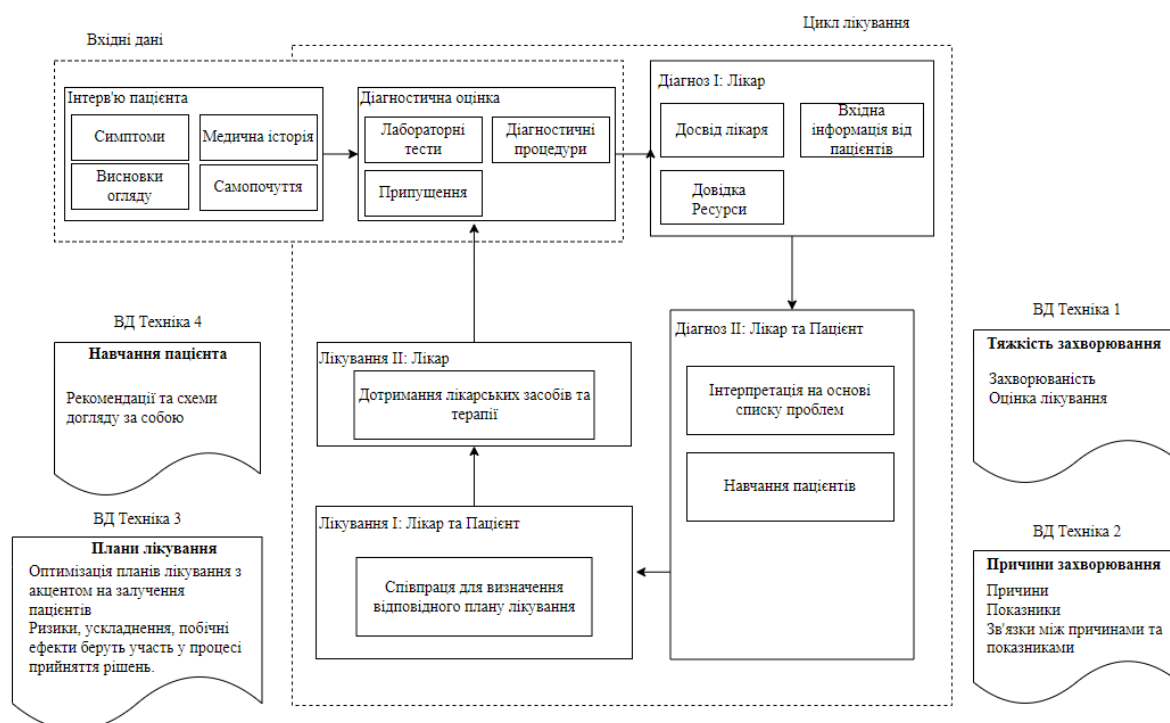 Вхідні дані
Цикл лікування
Інтерв'ю пацієнта
Симптоми
Медична історія
Висновки
огляду
Самопочуття
Діагностична оцінка
Лабораторні
тести
Діагностичні
процедури
Припущення
Діагноз I: Лікар
Досвід лікаря
Вхідна
інформація від
пацієнтів
Довідка
Ресурси
Діагноз II: Лікар та Пацієнт
Інтерпретація на основі
списку проблем
Навчання пацієнтів
Лікування II: Лікар
Дотримання лікарських засобів та
терапії
Лікування I: Лікар та Пацієнт
Співпраця для визначення
відповідного плану лікування
ВД Техніка 4
Навчання пацієнта
Рекомендації та схеми
догляду за собою
ВД Техніка 3
Плани лікування
Оптимізація планів лікування з
акцентом на залучення
пацієнтів
Ризики, ускладнення, побічні
ефекти беруть участь у процесі
прийняття рішень.
ВД Техніка 1
Тяжкість захворювання
Захворюваність
Оцінка лікування
ВД Техніка 2
Причини захворювання
Причини
Показники
Зв'язки між причинами та
показниками